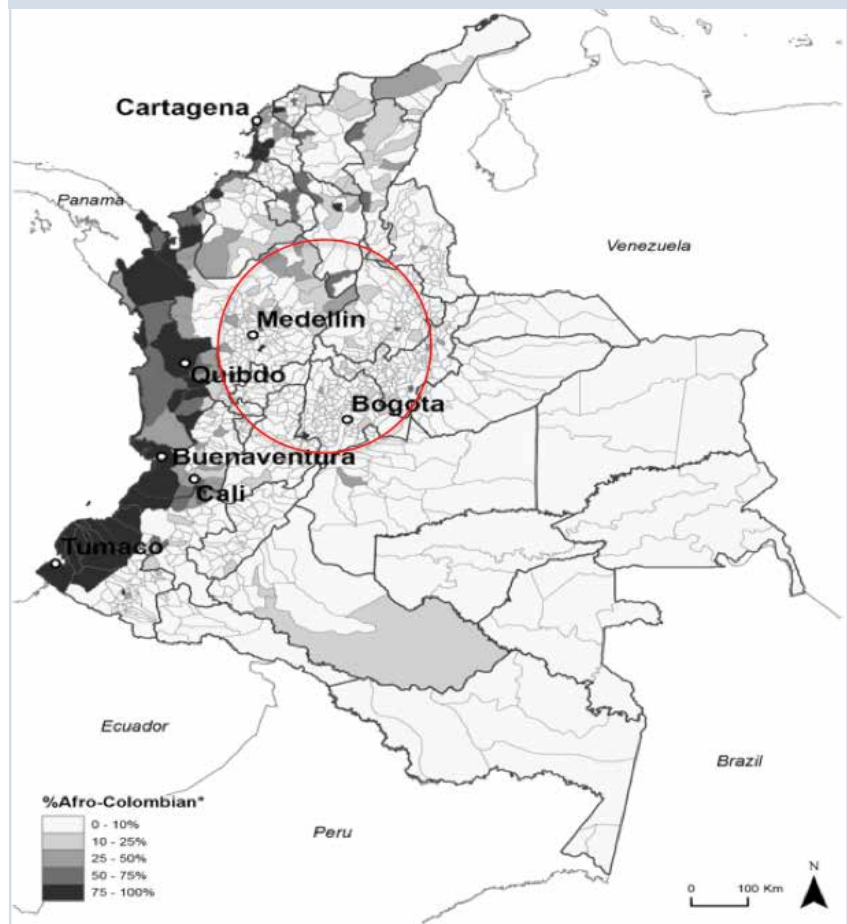 Cartagena
Panama
Venezuela
Medellin
Quibdo
Bogota
Buenaventura
Cali
Tumaco
Ecuador
Brazil
Peru
%Afro-Colombian*
0 - 10%
10 - 25%
25 - 50%
50 - 75%
75 - 100%
N
0 100 Km